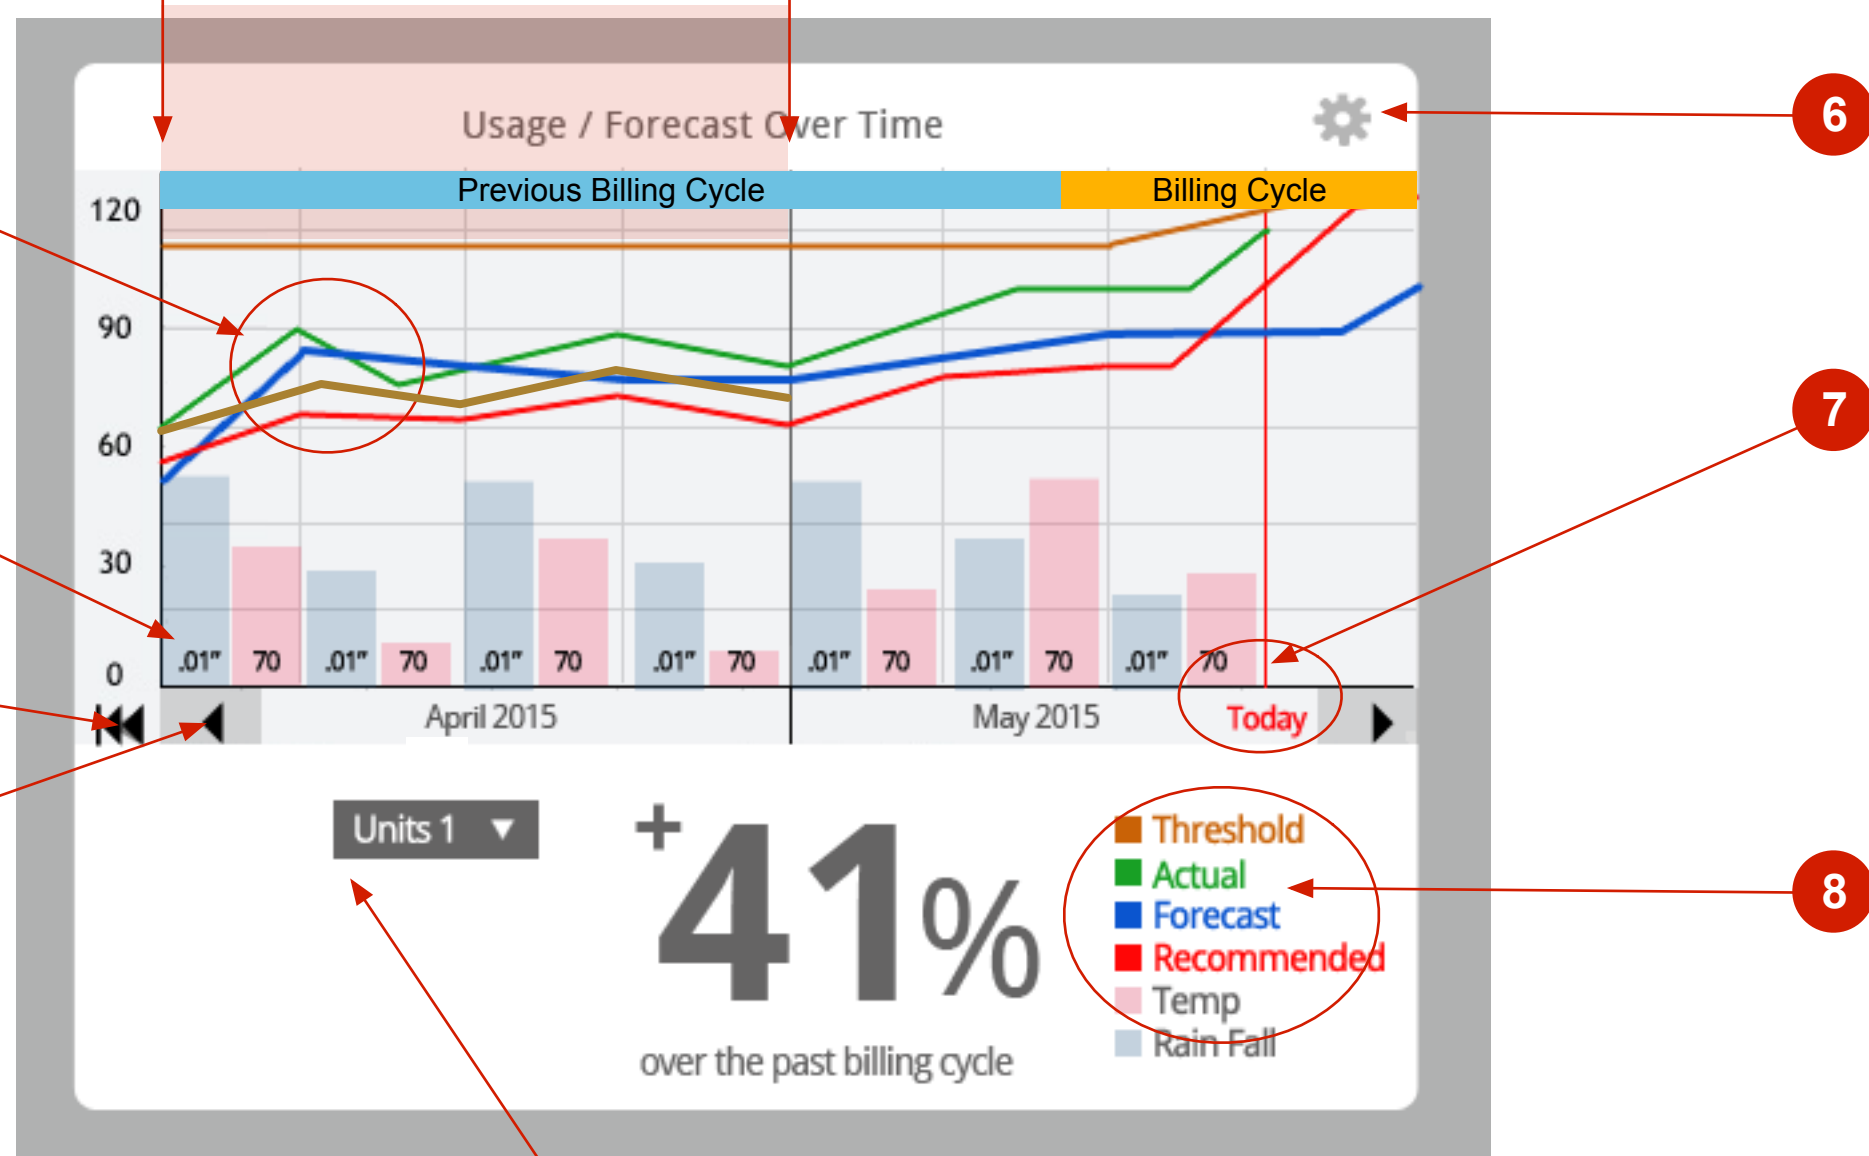 Usage / Forecast Over Time
6
Previous Billing Cycle
Billing Cycle
120
90
60
30
0
7
.01” 70 .01” 70 .01” 70 .01” 70 .01” 70 .01” 70 .01” 70
April 2015
May 2015
Today
Units 1
+41%
over the past billing cycle
Threshold
Actual
Forecast
Recommended
Temp
Rain Fall
8